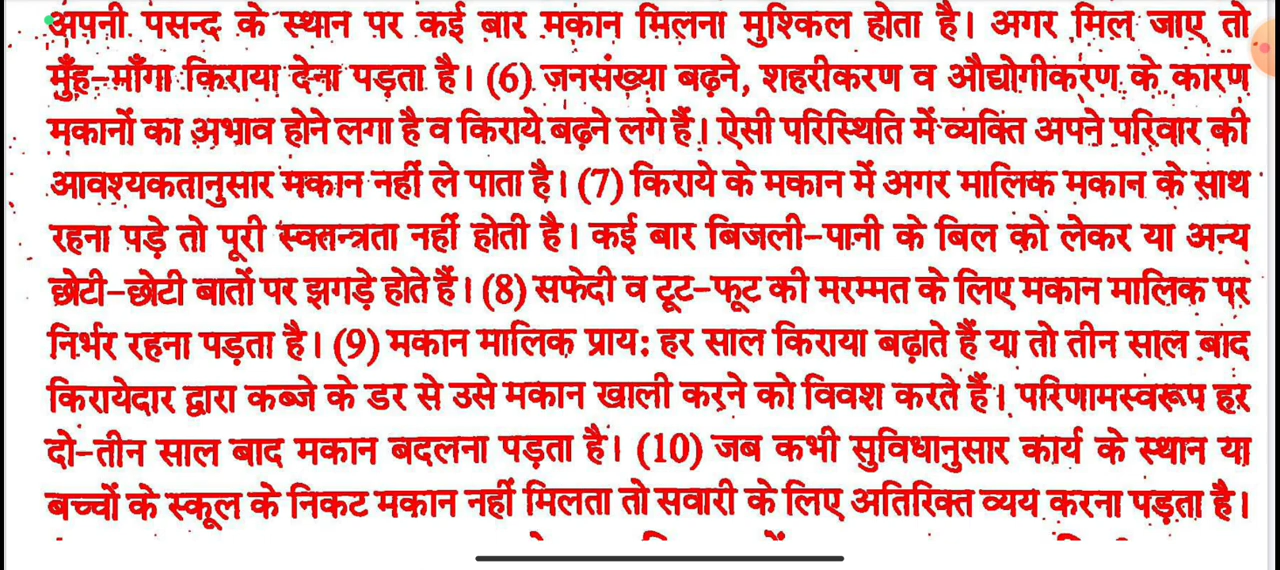 अपनी पसन्द के स्थान पर कई बार मकान मिलना मुश्किल होता है। अगर मिल जाए तो
मुँह-माँगा किराया देना पड़ता है। (6) जनसंख्या बढ़ने, शहरीकरण व औद्योगीकरण के कारण
मकानों का अभाव होने लगा है व किराये बढ़ने लगे हैं। ऐसी परिस्थिति में व्यक्ति अपने परिवार की
आवश्यकतानुसार मकान नहीं ले पाता है। (7) किराये के मकान में अगर मालिक मकान के साथ
रहना पड़े तो पूरी स्वतन्त्रता नहीं होती है। कई बार बिजली-पानी के बिल को लेकर या अन्य
छोटी-छोटी बातों पर झगड़े होते हैं। (8) सफेदी व टूट-फूट की मरम्मत के लिए मकान मालिक पर
निर्भर रहना पड़ता है। (9) मकान मालिक प्राय: हर साल किराया बढ़ाते हैं या तो तीन साल बाद
किरायेदार द्वारा कब्जे के डर से उसे मकान खाली करने को विवश करते हैं। परिणामस्वरूप हर
दो-तीन साल बाद मकान बदलना पड़ता है। (10) जब कभी सुविधानुसार कार्य के स्थान या
बच्चों के स्कूल के निकट मकान नहीं मिलता तो सवारी के लिए अतिरिक्त व्यय करना पड़ता है।